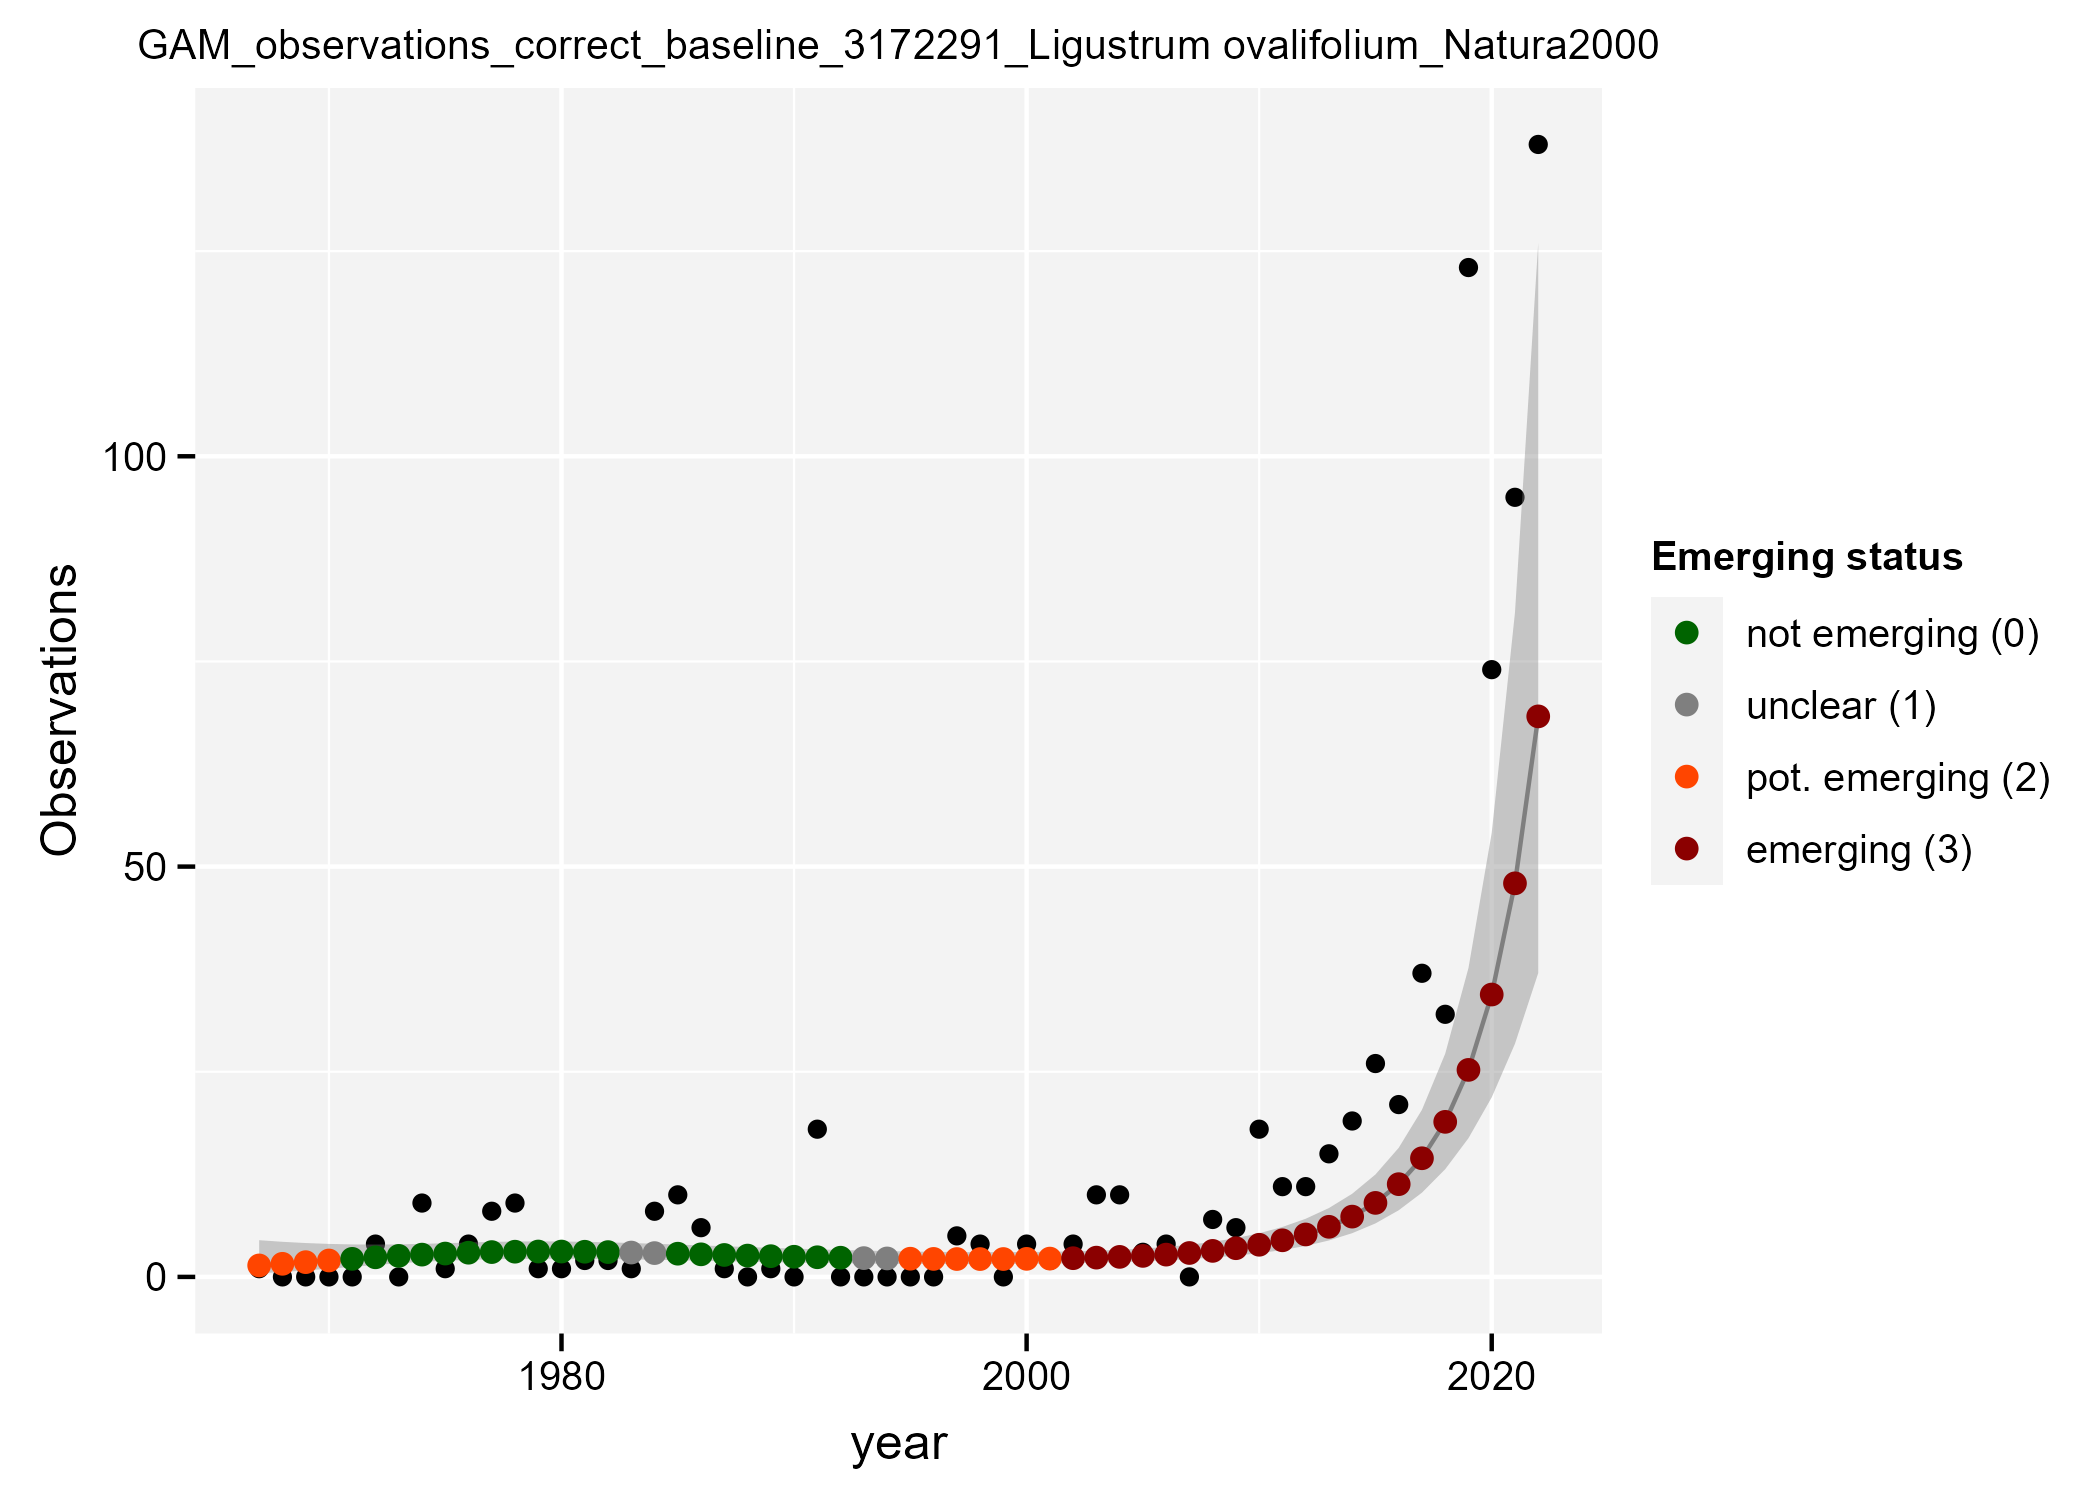 GAM_observations_correct_baseline_3172291_Ligustrum ovalifolium_Natura2000
Observations
100
50
0
1980
2000
2020
year
Emerging status
not emerging (0)
unclear (1)
pot. emerging (2)
emerging (3)